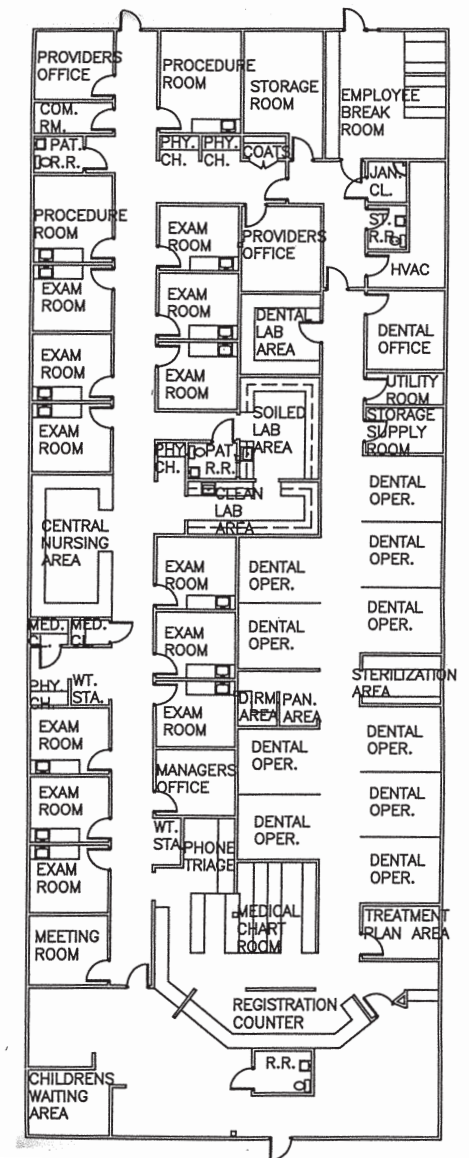 PROVIDERS
OFFICE
PROCEDURE
ROOM
STORAGE
ROOM
EMPLOYEE
BREAK
ROOM
COM.
RM.
PAT.
R.R.
PHY.
CH.
PHY.
CH.
COATS
JAN.
CL.
ST.
R.R.
HVAC
PROCEDURE
ROOM
EXAM
ROOM
PROVIDERS
OFFICE
EXAM
ROOM
EXAM
ROOM
DENTAL
LAB
AREA
DENTAL
OFFICE
EXAM
ROOM
EXAM
ROOM
UTILITY
ROOM
STORAGE
SUPPLY
ROOM
EXAM
ROOM
SOILED
LAB
AREA
PHY.
CH.
PAT.
R.R.
CLEAN
LAB
AREA
DENTAL
OPER.
CENTRAL
NURSING
AREA
DENTAL
OPER.
EXAM
ROOM
DENTAL
OPER.
DENTAL
OPER.
MED.
CL.
MED.
CL.
EXAM
ROOM
DENTAL
OPER.
PHY.
CH.
WT.
STA.
STERILIZATION
AREA
EXAM
ROOM
DIRM.
AREA
PAN.
AREA
EXAM
ROOM
DENTAL
OPER.
DENTAL
OPER.
MANAGERS
OFFICE
EXAM
ROOM
DENTAL
OPER.
WT.
STA.
PHONE
TRIAGE
DENTAL
OPER.
EXAM
ROOM
DENTAL
OPER.
MEDICAL
CHART
ROOM
TREATMENT
PLAN AREA
MEETING
ROOM
REGISTRATION
COUNTER
R.R.
CHILDRENS
WAITING
AREA